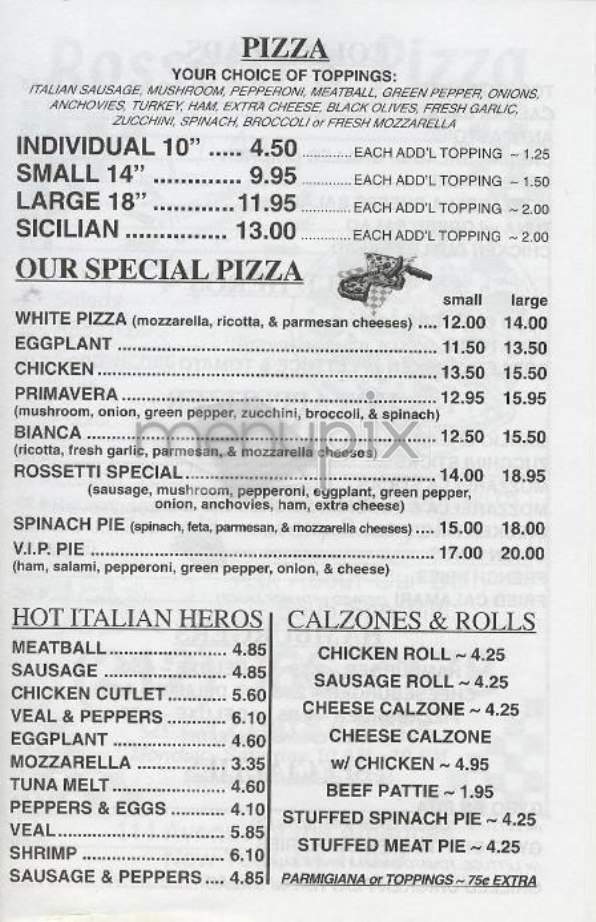 PIZZA
YOUR CHOICE OF TOPPINGS:
ITALIAN SAUSAGE, MUSHROOM, PEPPERONI, MEATBALL, GREEN PEPPER, ONIONS,
ANCHOVIES, TURKEY, HAM, EXTRA CHEESE, BLACK OLIVES, FRESH GARLIC,
ZUCCHINI, SPINACH, BROCCOLI or FRESH MOZZARELLA
INDIVIDUAL 10" ..... 4.50 ............EACH ADD'L TOPPING ~ 1.25
SMALL 14" ............. 9.95 ............EACH ADD'L TOPPING ~ 1.50
LARGE 18" ............ 11.95 ............EACH ADD'L TOPPING ~ 2.00
SICILIAN ............... 13.00 ............EACH ADD'L TOPPING ~ 2.00
OUR SPECIAL PIZZA
small large
WHITE PIZZA (mozzarella, ricotta, & parmesan cheeses) .... 12.00 14.00
EGGPLANT ................ 11.50 13.50
CHICKEN ................ 13.50 15.50
PRIMAVERA ................ 12.95 15.95
(mushroom, onion, green pepper, zucchini, broccoli, & spinach)
BIANCA ................ 12.50 15.50
(ricotta, fresh garlic, parmesan, & mozzarella cheeses)
menupix
ROSSETTI SPECIAL ................ 14.00 18.95
(sausage, mushroom, pepperoni, eggplant, green pepper,
onion, anchovies, ham, extra cheese)
SPINACH PIE (spinach, feta, parmesan, & mozzarella cheeses) .... 15.00 18.00
V.I.P. PIE ................ 17.00 20.00
(ham, salami, pepperoni, green pepper, onion, & cheese)
HOT ITALIAN HEROS
MEATBALL .................. 4.85
SAUSAGE .................. 4.85
CHICKEN CUTLET ......... 5.60
VEAL & PEPPERS ......... 6.10
EGGPLANT ................. 4.60
MOZZARELLA .............. 3.35
TUNA MELT ................. 4.60
PEPPERS & EGGS ........ 4.10
VEAL ......................... 5.85
SHRIMP ..................... 6.10
SAUSAGE & PEPPERS .... 4.85
CALZONES & ROLLS
CHICKEN ROLL ~ 4.25
SAUSAGE ROLL ~ 4.25
CHEESE CALZONE ~ 4.25
CHEESE CALZONE
w/ CHICKEN ~ 4.95
BEEF PATTIE ~ 1.95
STUFFED SPINACH PIE ~ 4.25
STUFFED MEAT PIE ~ 4.25
PARMIGIANA or TOPPINGS ~ 75¢ EXTRA